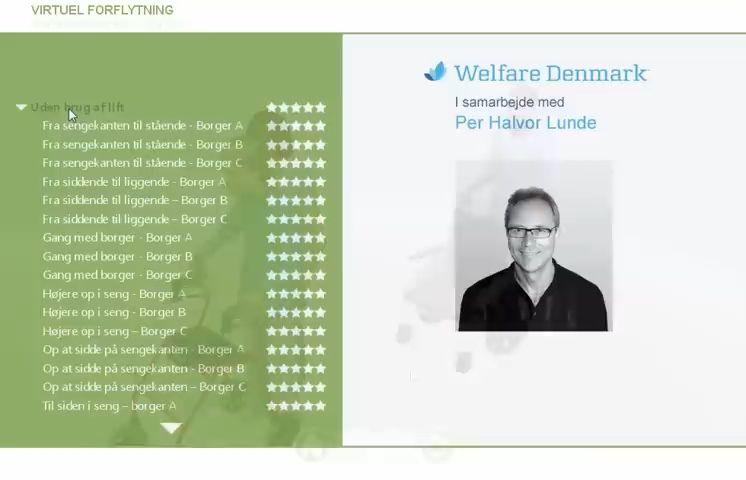 VIRTUEL FORFLYTNING
Welfare Denmark
I samarbejde med
Per Halvor Lunde
Uden brug af lift
Fra sengekanten til stående - Borger A
Fra sengekanten til stående - Borger B
Fra sengekanten til stående - Borger C
Fra siddende til liggende - Borger A
Fra siddende til liggende – Borger B
Fra siddende til liggende – Borger C
Gang med borger - Borger A
Gang med borger - Borger B
Gang med borger - Borger C
Højere op i seng - Borger A
Højere op i seng - Borger B
Højere op i seng – Borger C
Op at sidde på sengekanten - Borger A
Op at sidde på sengekanten - Borger B
Op at sidde på sengekanten – Borger C
Til siden i seng – borger A